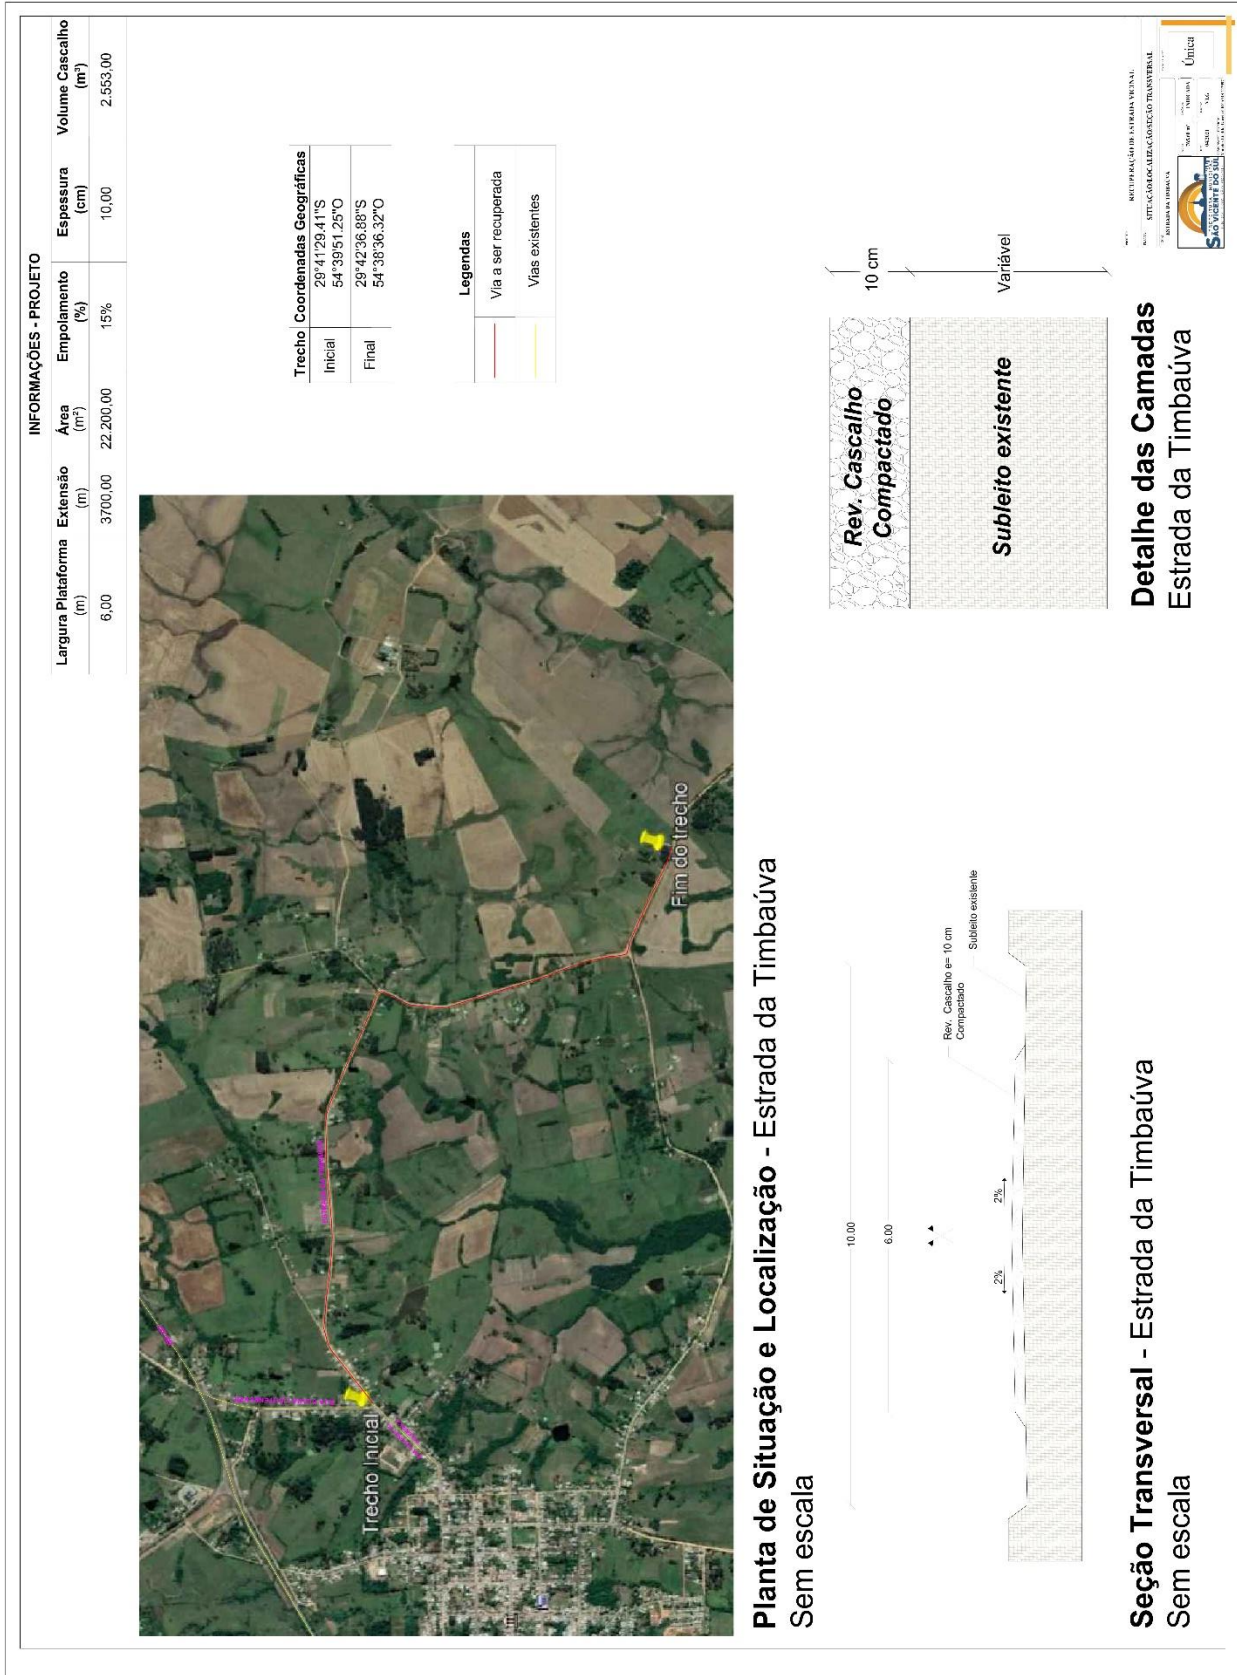 INFORMAÇÕES - PROJETO
Largura Plataforma (m) Extensão (m) Área (m²) Empolamento (%) Espessura (cm) Volume Cascalho (m³)
6,00 3700,00 22.200,00 15% 10,00 2.553,00
Trecho Coordenadas Geográficas
Inicial 29°41'29.41"S
54°39'51.25"O
Final 29°42'36.88"S
54°38'36.32"O
Legendas
Via a ser recuperada
Vias existentes
Trecho Inicial
Fim do trecho
Planta de Situação e Localização - Estrada da Timbaúva
Sem escala
10.00
6.00
2%
2%
Rev. Cascalho e= 10 cm
Compactado
Subleito existente
Seção Transversal - Estrada da Timbaúva
Sem escala
Rev. Cascalho
Compactado
Subleito existente
10 cm
Variável
Detalhe das Camadas
Estrada da Timbaúva
RECUPERAÇÃO DE ESTRADA VICINAL
SITUAÇÃO/LOCALIZAÇÃO/SEÇÃO TRANSVERSAL
ESTRADA DA TIMBAÚVA
INDICADA
Única
SÃO VICENTE DO SUL